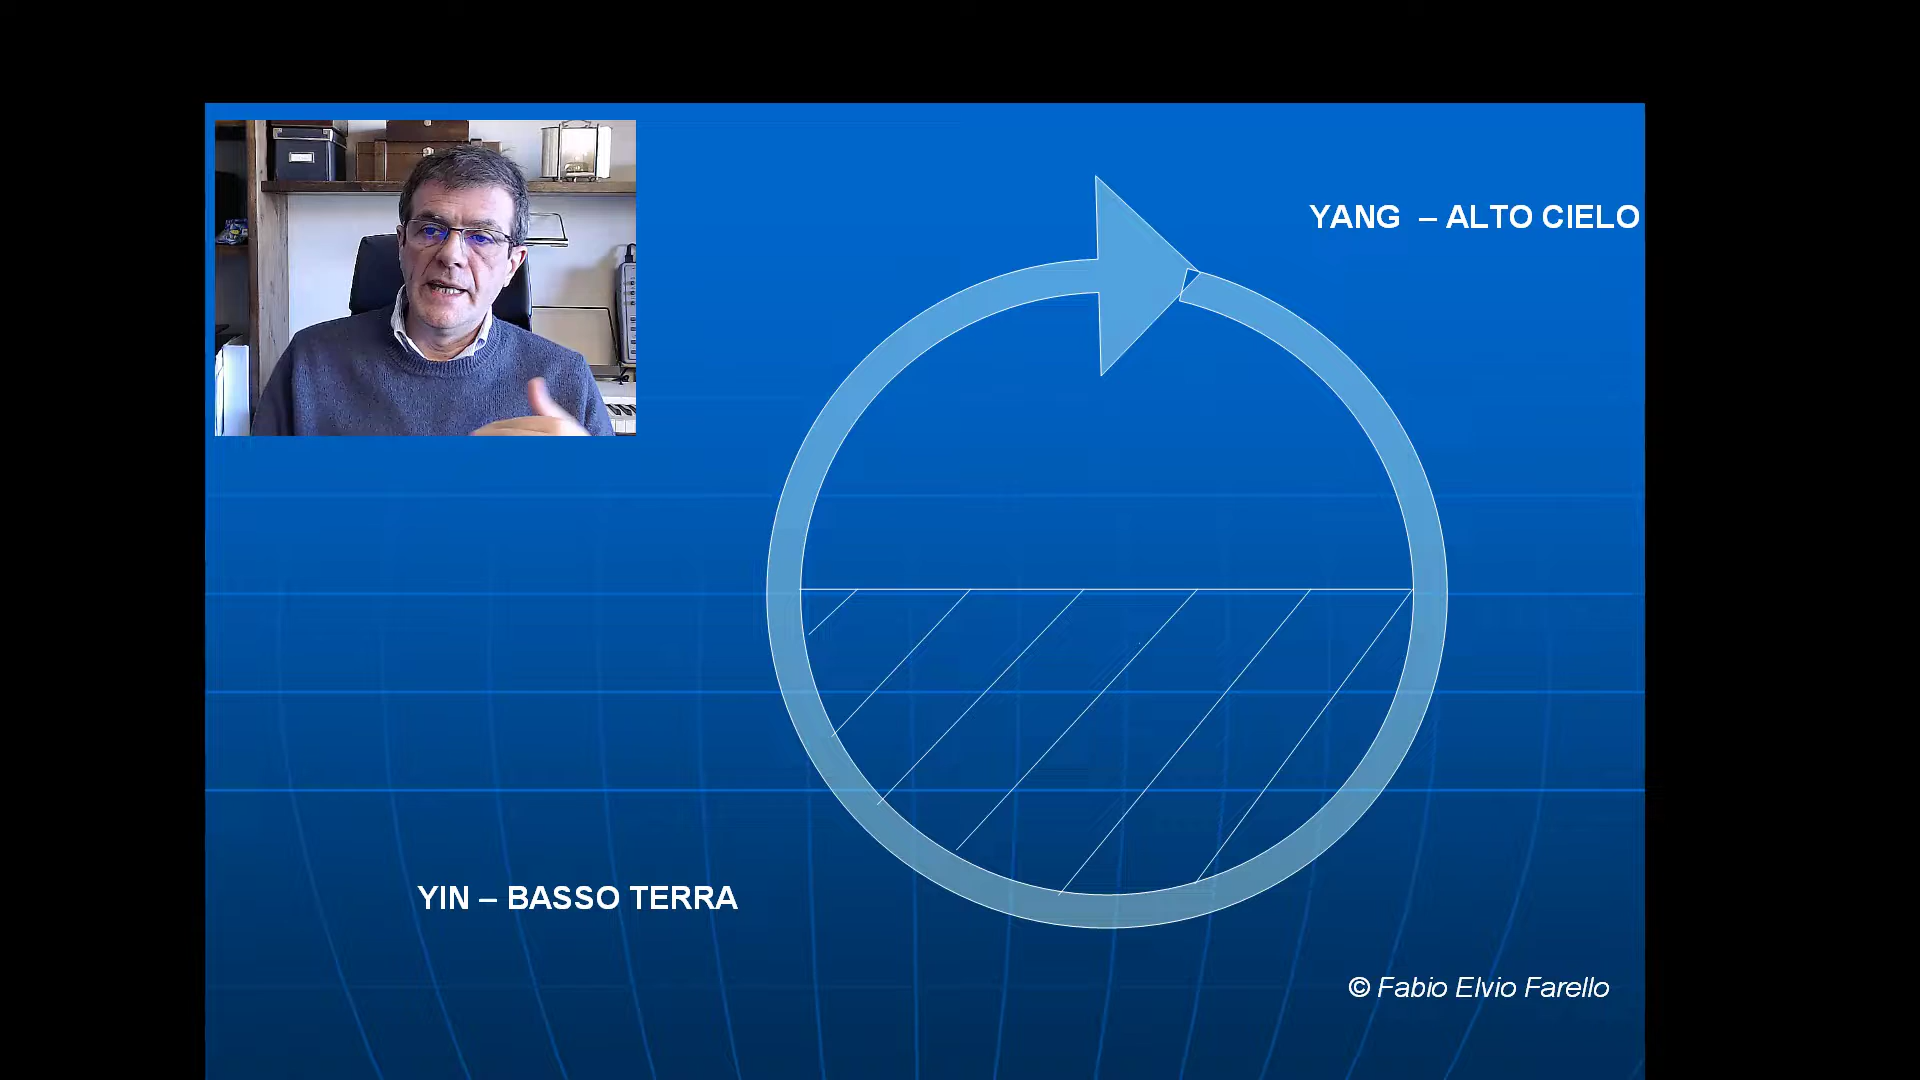 YANG – ALTO CIELO
YIN – BASSO TERRA
© Fabio Elvio Farello